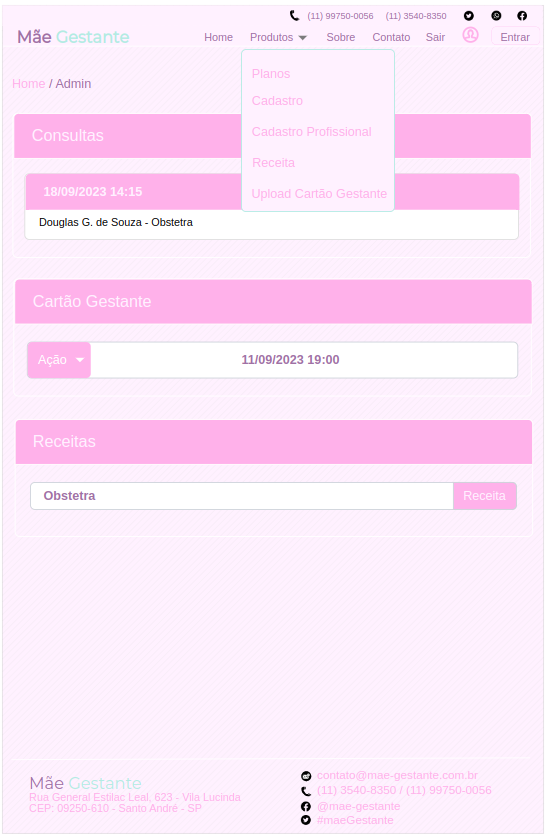 (11) 99750-0056 (11) 3540-8350
Mãe Gestante
Home Produtos Sobre Contato Sair Entrar
Planos
Cadastro
Cadastro Profissional
Receita
Upload Cartão Gestante
Home / Admin
Consultas
18/09/2023 14:15
Douglas G. de Souza - Obstetra
Cartão Gestante
Ação 11/09/2023 19:00
Receitas
Obstetra Receita
Mãe Gestante
Rua General Estilac Leal, 623 - Vila Lucinda
CEP: 09250-610 - Santo André - SP
contato@mae-gestante.com.br
(11) 3540-8350 / (11) 99750-0056
@mae-gestante
#maeGestante